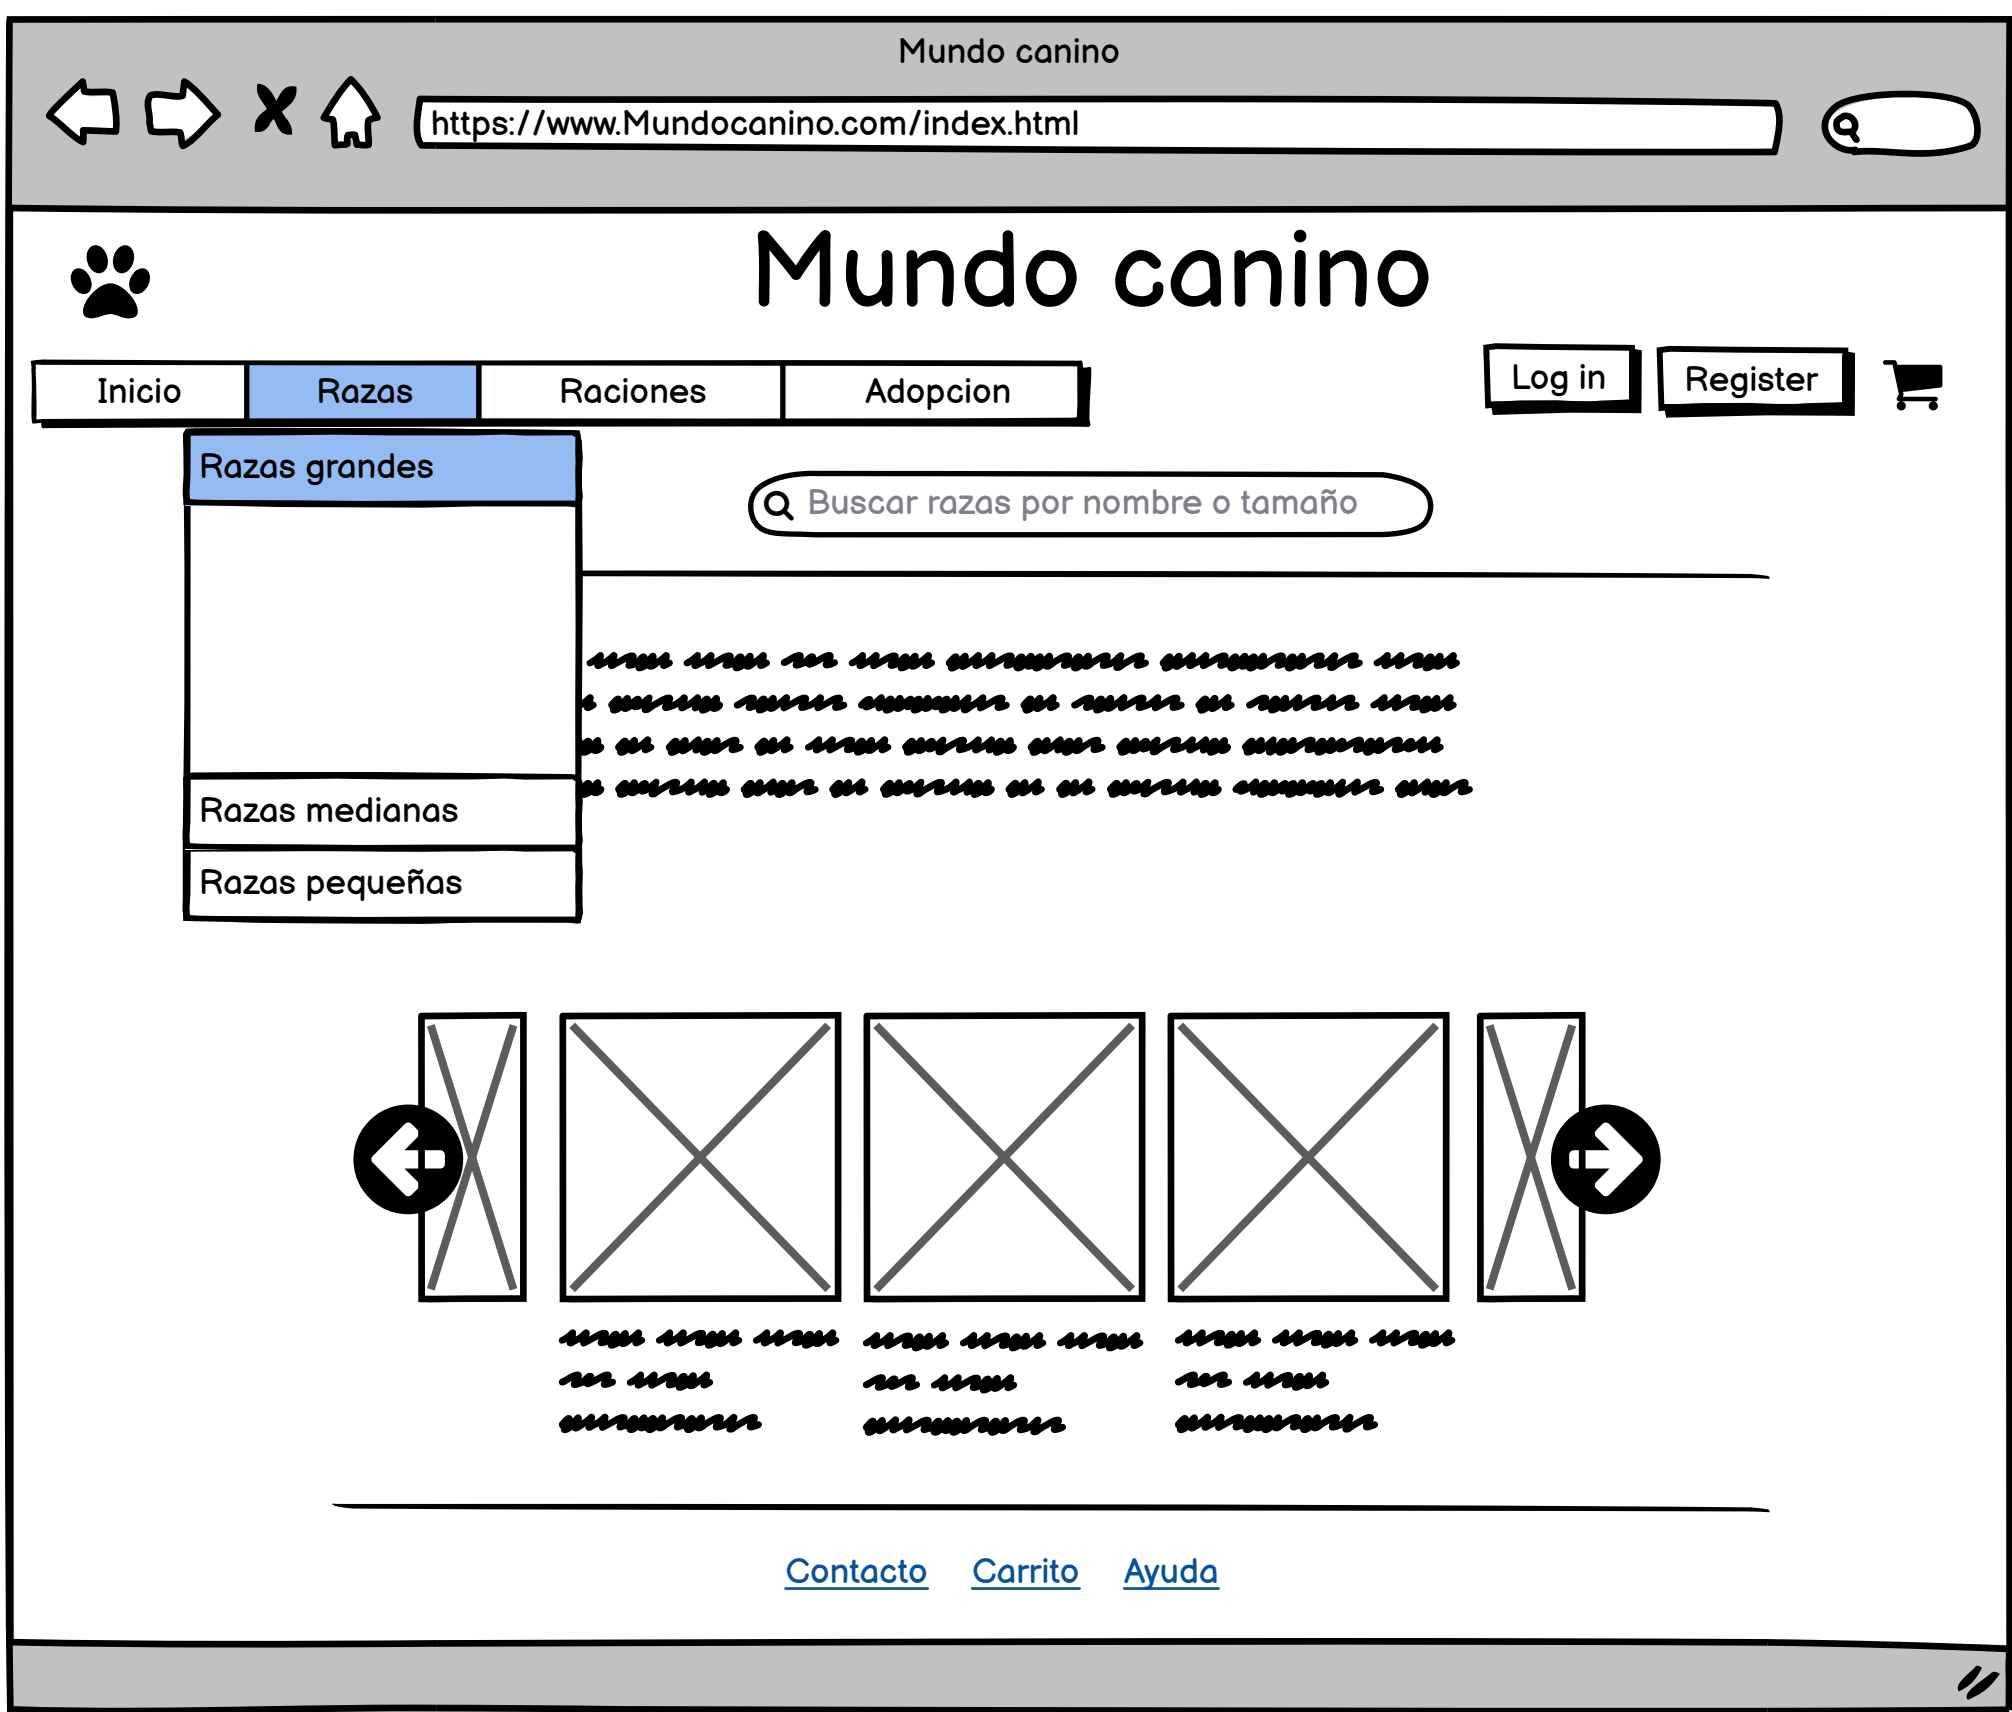 Mundo canino
https://www.Mundocanino.com/index.html
Mundo canino
Inicio Razas Raciones Adopcion
Log in Register
Razas grandes
Buscar razas por nombre o tamaño
Razas medianas
Razas pequeñas
Contacto Carrito Ayuda